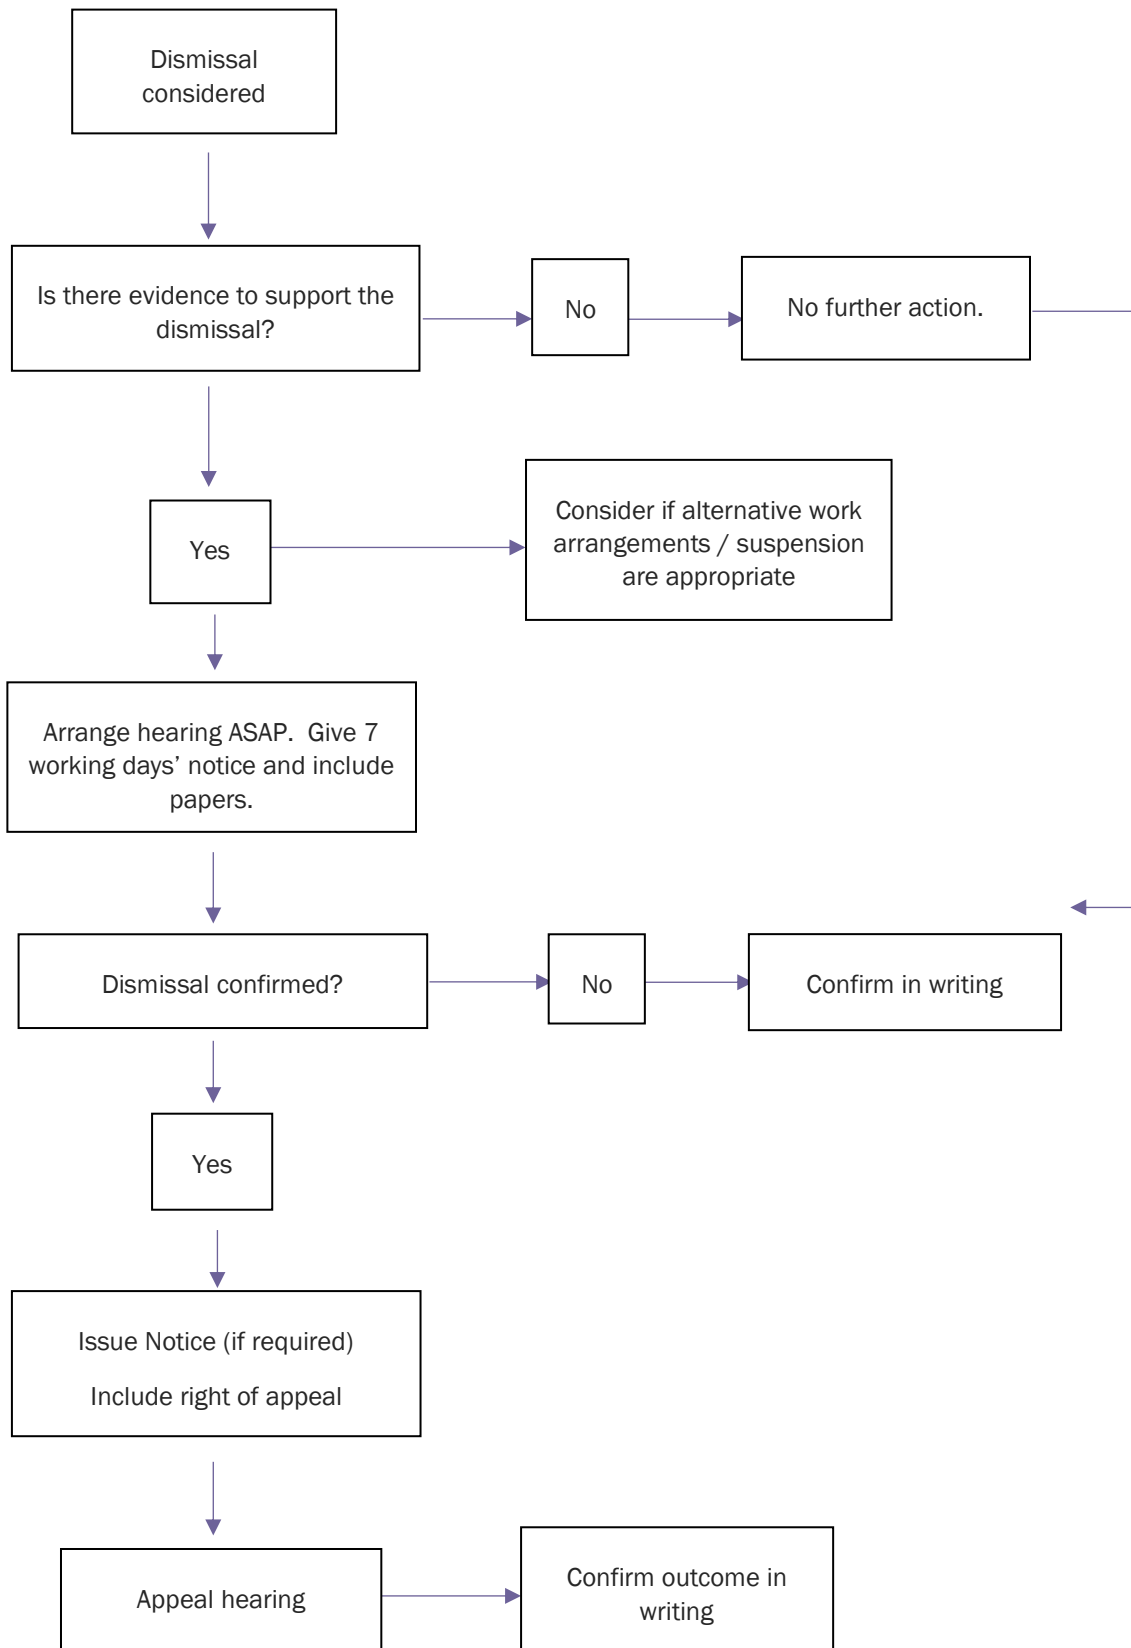 Dismissal
considered
Is there evidence to support the
dismissal?
No
No further action.
Yes
Consider if alternative work
arrangements / suspension
are appropriate
Arrange hearing ASAP.  Give 7
working days’ notice and include
papers.
Dismissal confirmed?
No
Confirm in writing
Yes
Issue Notice (if required)
Include right of appeal
Appeal hearing
Confirm outcome in
writing